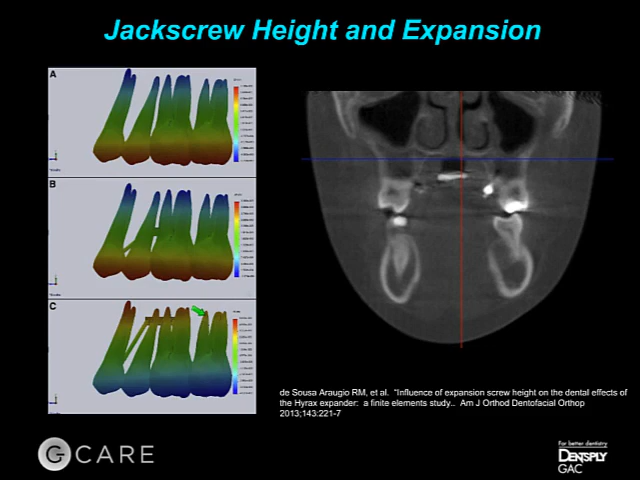 Jackscrew Height and Expansion
A
B
C
de Sousa Araugio RM, et al. "Influence of expansion screw height on the dental effects of
the Hyrax expander: a finite elements study.. Am J Orthod Dentofacial Orthop
2013;143:221-7
G CARE
For better dentistry
DENTSPLY
GAC